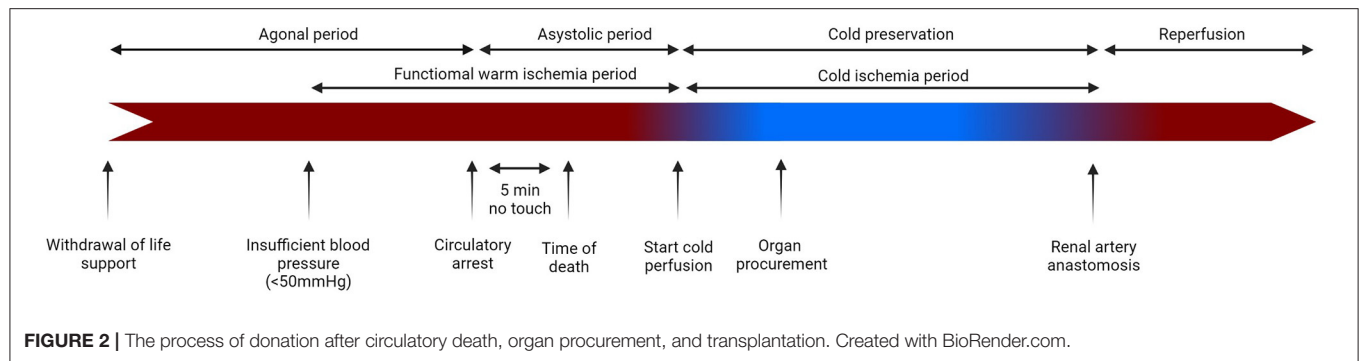 Agonal period
Asystolic period
Cold preservation
Reperfusion
Functiomal warm ischemia period
Cold ischemia period
5 min
no touch
Withdrawal of life
support
Insufficient blood
pressure
(<50mmHg)
Circulatory
arrest
Time of
death
Start cold
perfusion
Organ
procurement
Renal artery
anastomosis
FIGURE 2 | The process of donation after circulatory death, organ procurement, and transplantation. Created with BioRender.com.